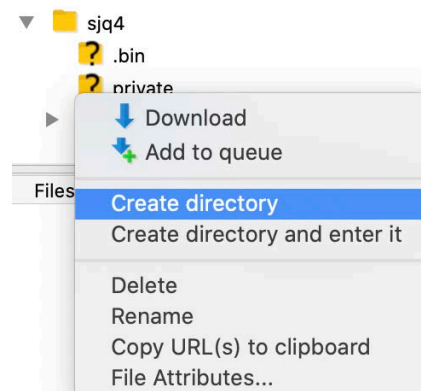 sjq4
.bin
private
Download
Add to queue
Files
Create directory
Create directory and enter it
Delete
Rename
Copy URL(s) to clipboard
File Attributes...